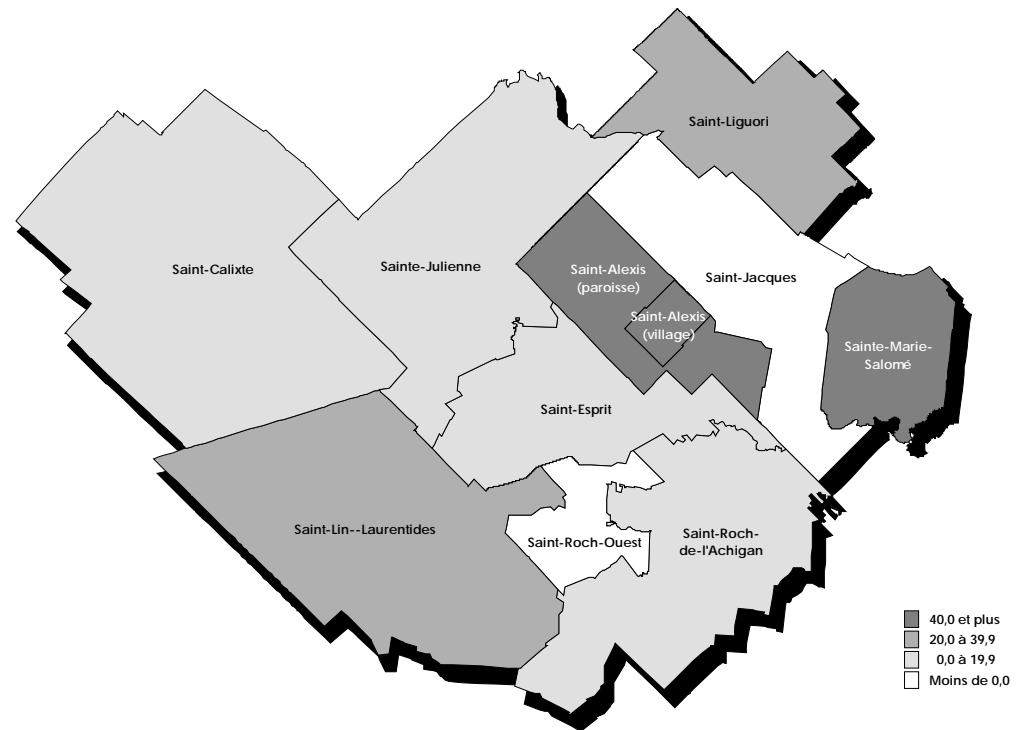 Saint-Liguori
Saint-Calixte
Sainte-Julienne
Saint-Alexis
(paroisse)
Saint-Jacques
Saint-Alexis
(village)
Sainte-Marie-
Salomé
Saint-Esprit
Saint-Lin--Laurentides
Saint-Roch-Ouest
Saint-Roch-
de-l'Achigan
40,0 et plus
20,0 à 39,9
0,0 à 19,9
Moins de 0,0